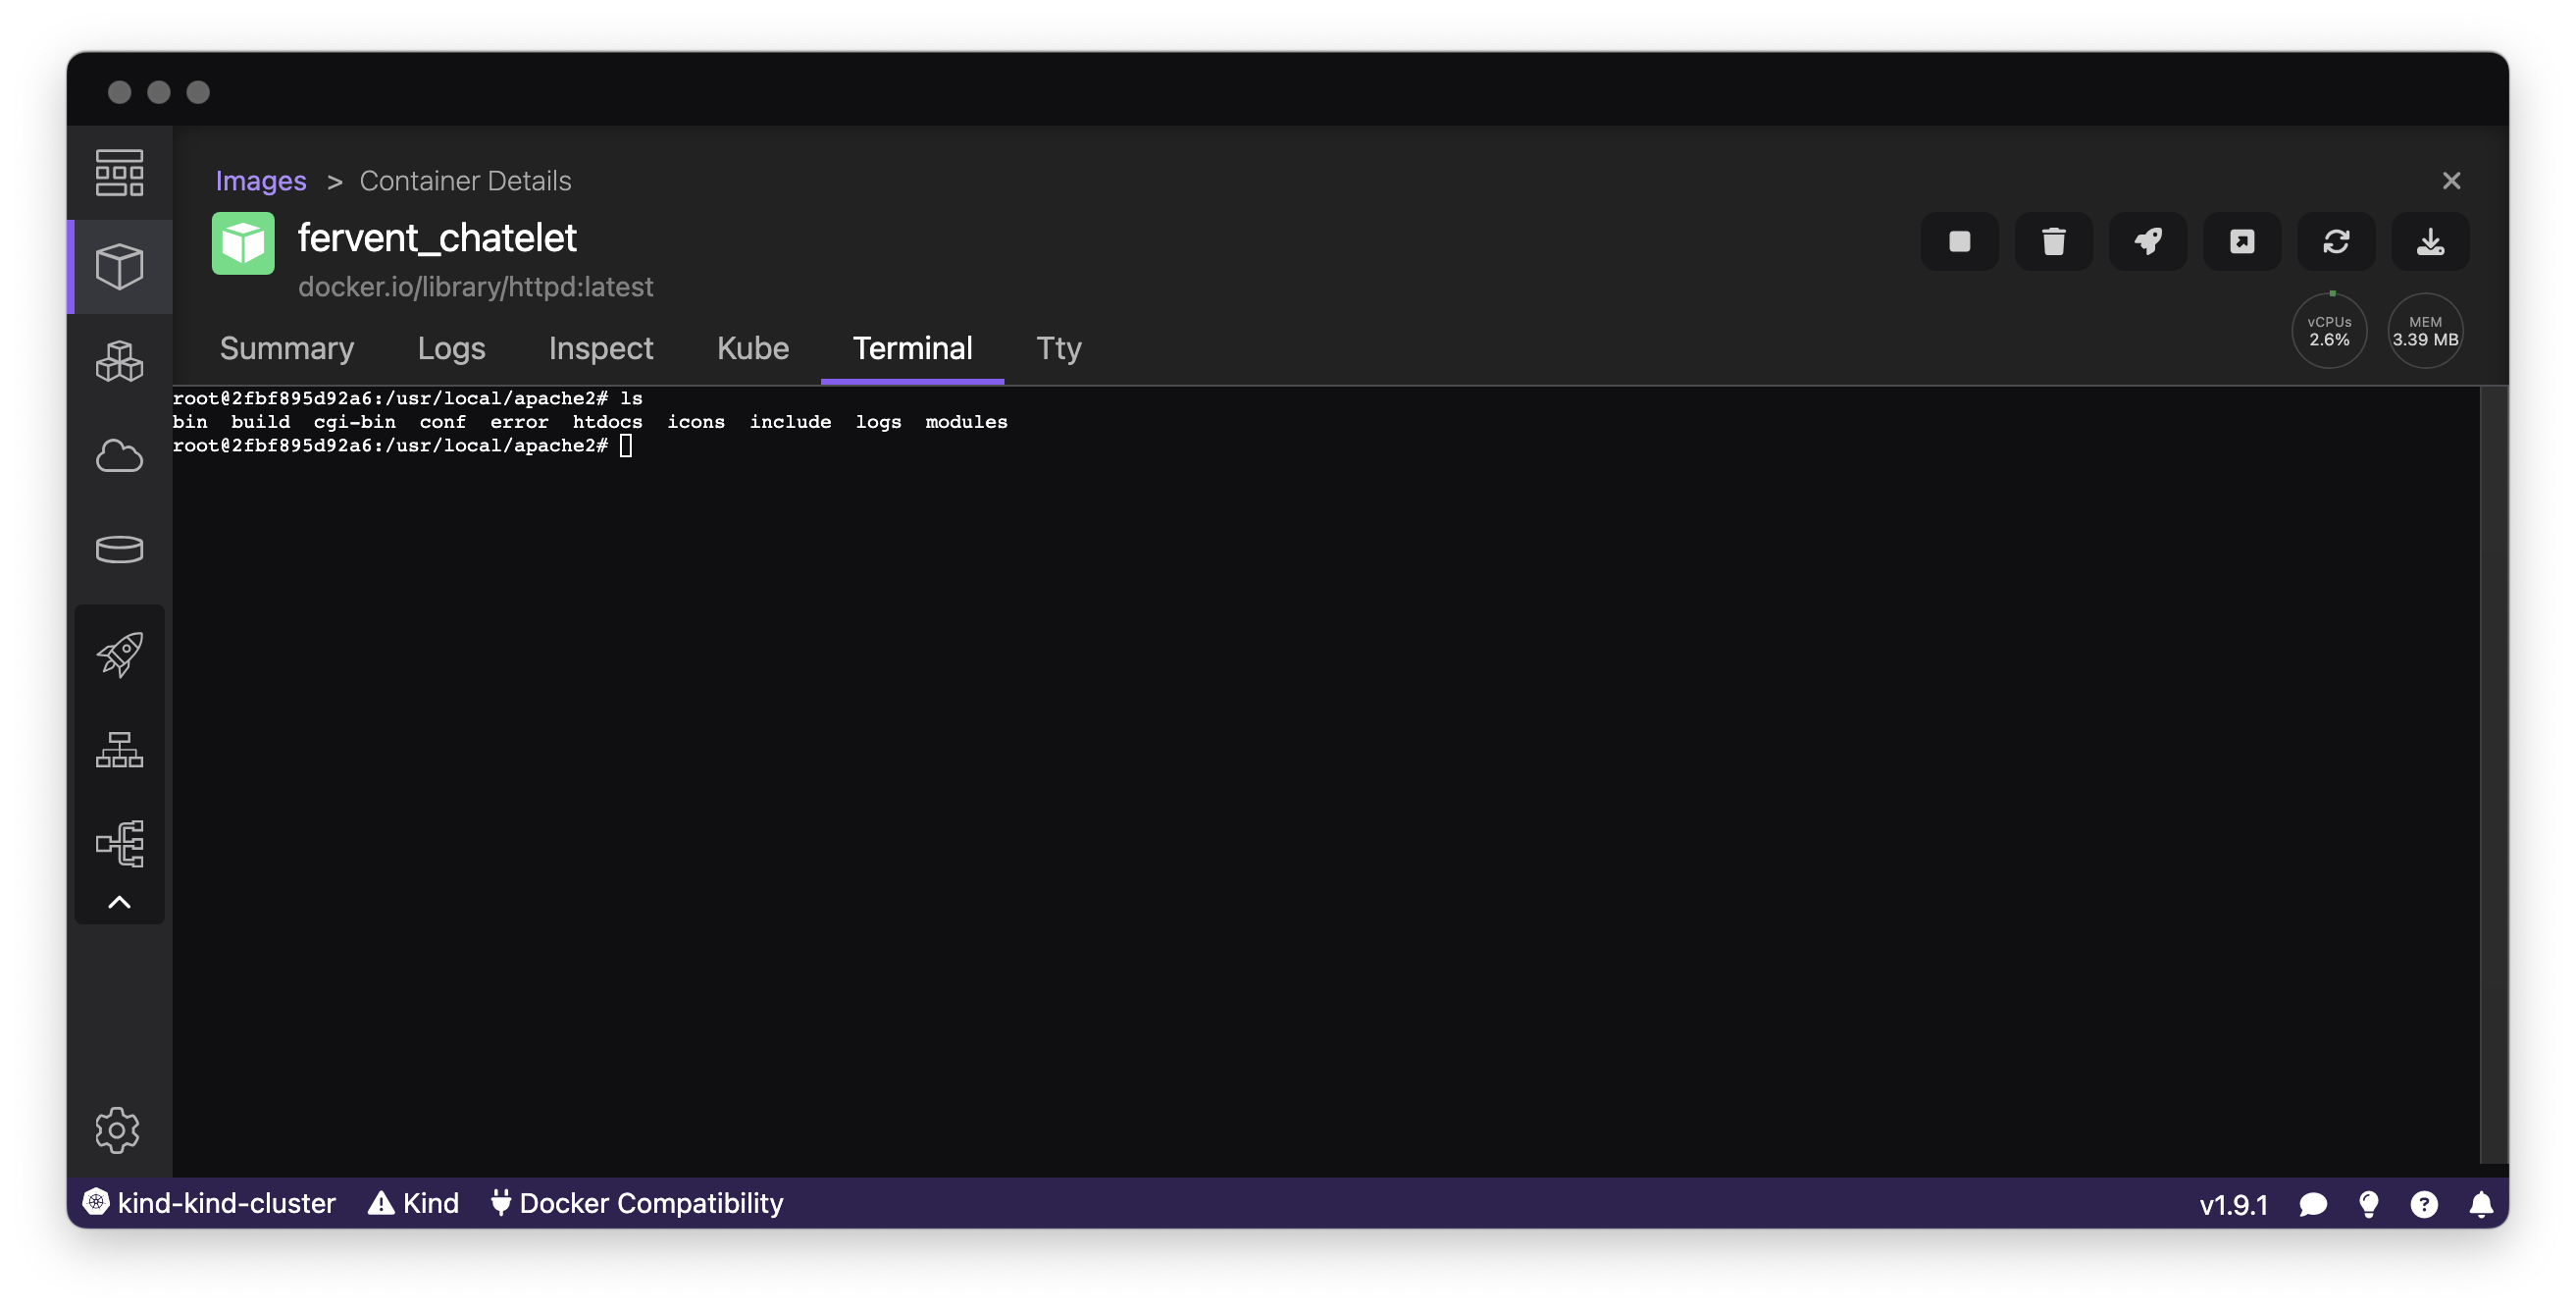 Images > Container Details
fervent_chatelet
docker.io/library/httpd:latest
Summary Logs Inspect Kube Terminal Tty
vCPUs
2.6%
MEM
3.39 MB
root@2fbf895d92a6:/usr/local/apache2# ls
bin  build  cgi-bin  conf  error  htdocs  icons  include  logs  modules
root@2fbf895d92a6:/usr/local/apache2#
kind-kind-cluster Kind Docker Compatibility v1.9.1